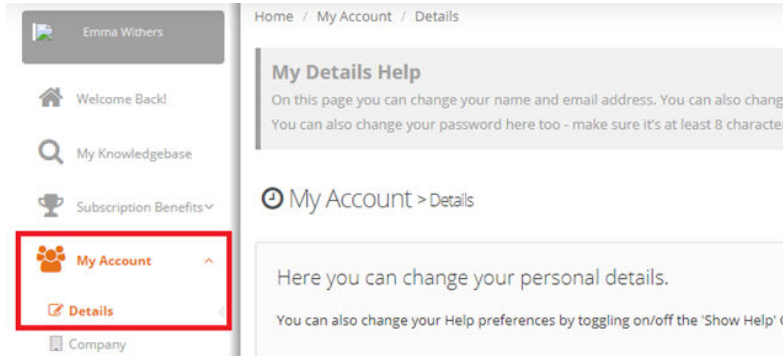 Emma Withers
Welcome Back!
My Knowledgebase
Subscription Benefits
My Account
Details
Company
Home / My Account / Details
My Details Help
On this page you can change your name and email address. You can also
You can also change your password here too - make sure it's at least 8
My Account > Details
Here you can change your personal details.
You can also change your Help preferences by toggling on/off the 'Show Help'